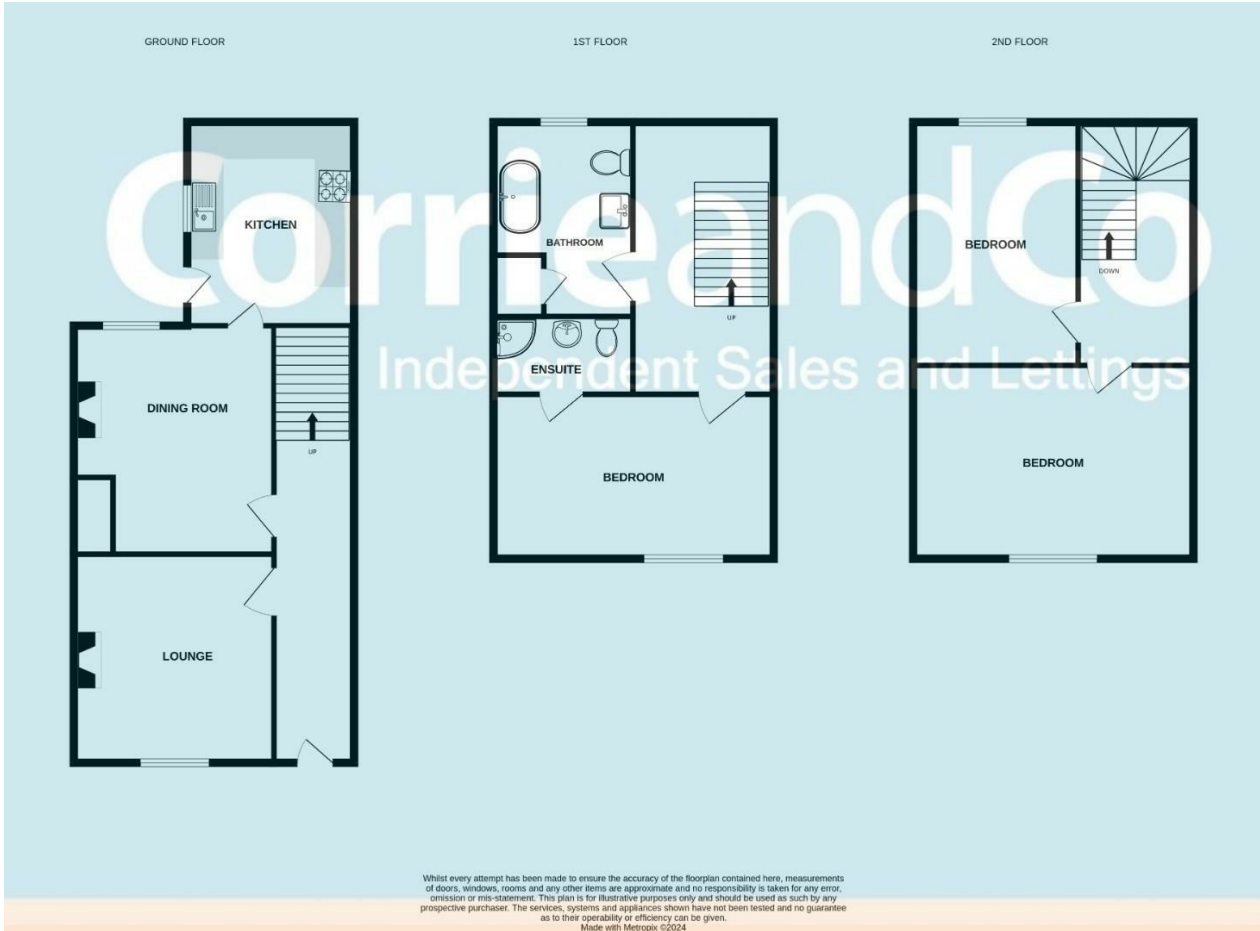 GROUND FLOOR
1ST FLOOR
2ND FLOOR
CorrieandCo
Independent Sales and Lettings
KITCHEN
DINING ROOM
UP
LOUNGE
BATHROOM
UP
ENSUITE
BEDROOM
BEDROOM
DOWN
BEDROOM
Whilst every attempt has been made to ensure the accuracy of the floorplan contained here, measurements
of doors, windows, rooms and any other items are approximate and no responsibility is taken for any error,
omission or mis-statement. This plan is for illustrative purposes only and should be used as such by any
prospective purchaser. The services, systems and appliances shown have not been tested and no guarantee
as to their operability or efficiency can be given.
Made with Metropix ©2024